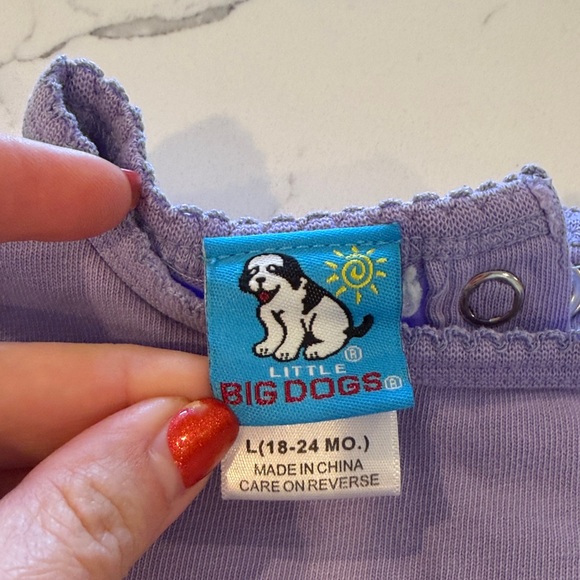 LITTLE ®
BIG DOGS ®
L (18-24 MO.)
MADE IN CHINA
CARE ON REVERSE